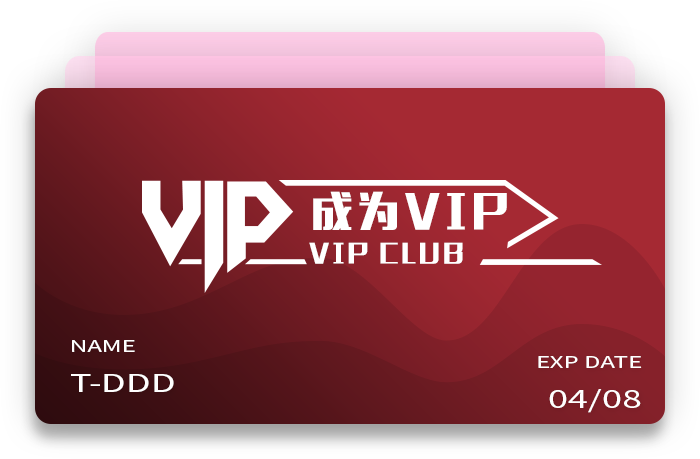 VIP 成为VIP
VIP CLUB
NAME
T-DDD
EXP DATE
04/08